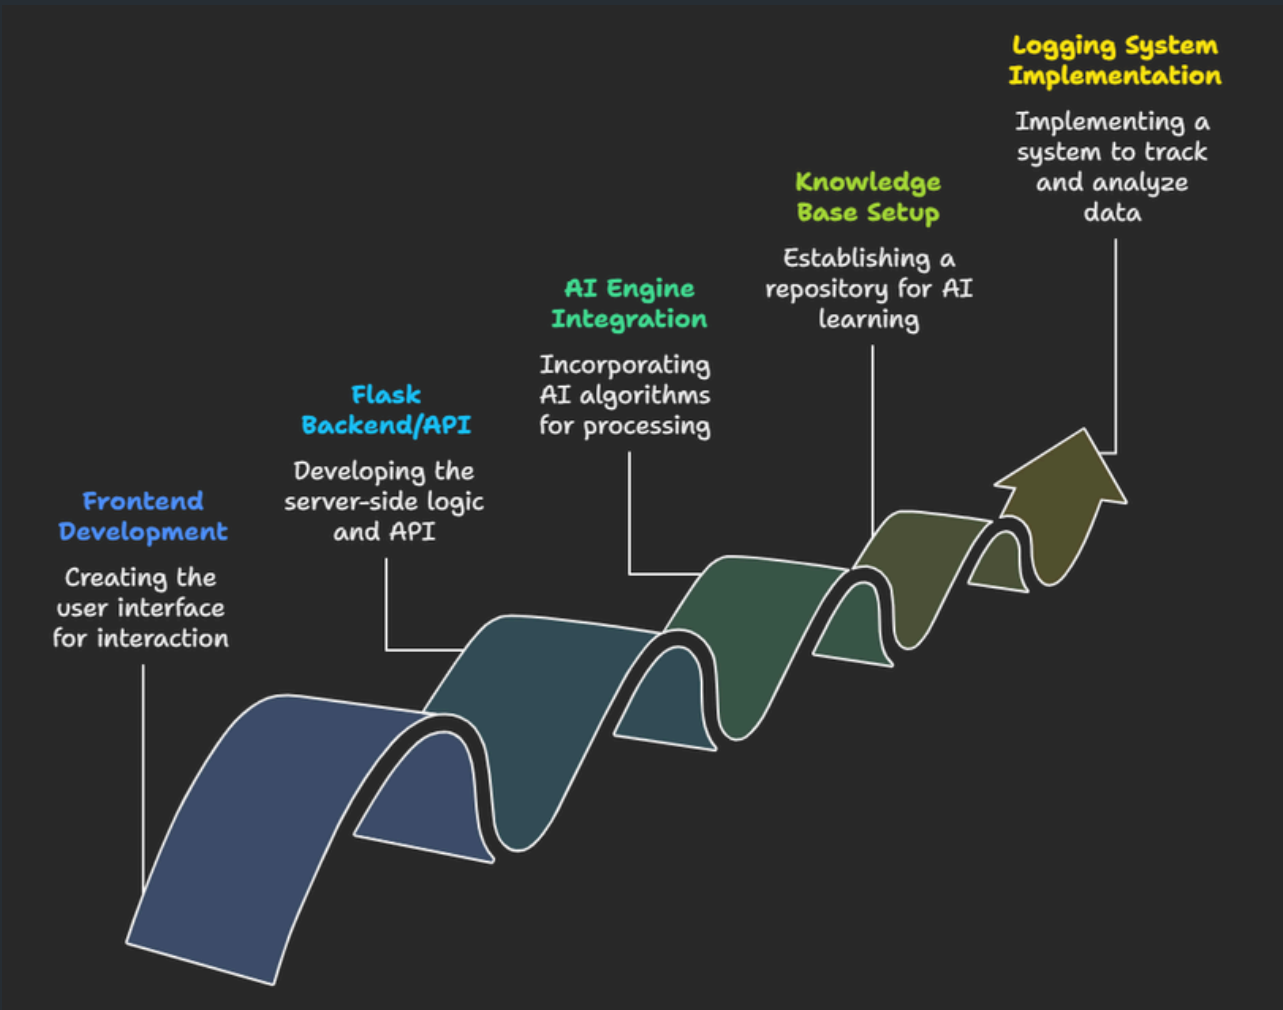 Frontend
Development
Creating the
user interface
for interaction
Flask
Backend/API
Developing the
server-side logic
and API
AI Engine
Integration
Incorporating
AI algorithms
for processing
Knowledge
Base Setup
Establishing a
repository for AI
learning
Logging System
Implementation
Implementing a
system to track
and analyze
data